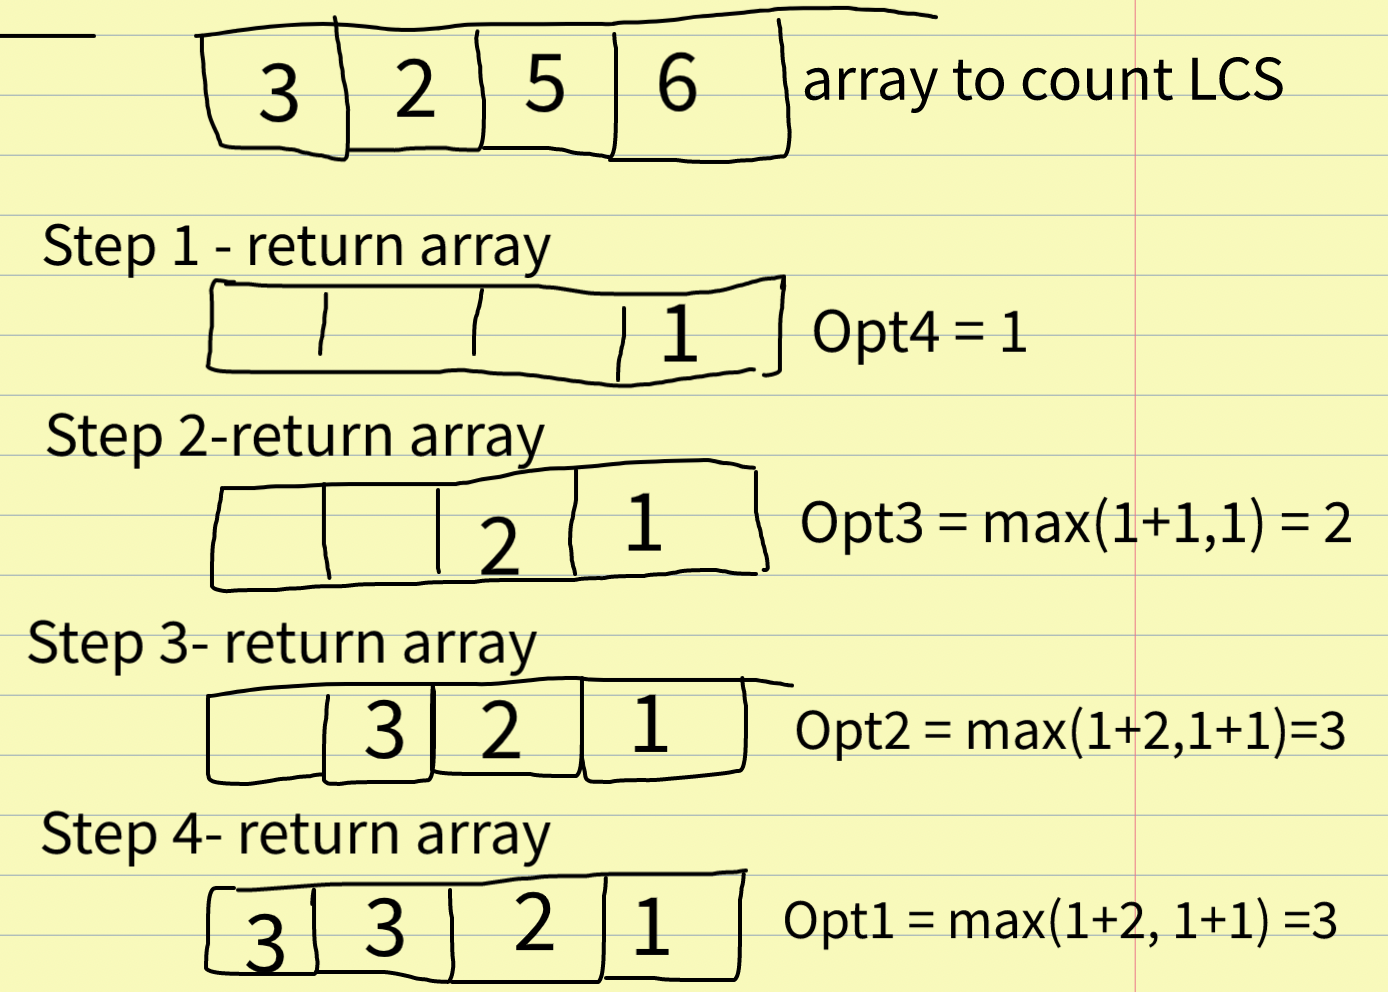 3 2 5 6 array to count LCS
Step 1 - return array
1 Opt4 = 1
Step 2-return array
2 1 Opt3 = max(1+1,1) = 2
Step 3- return array
3 2 1 Opt2 = max(1+2,1+1)=3
Step 4- return array
3 3 2 1 Opt1 = max(1+2, 1+1) =3